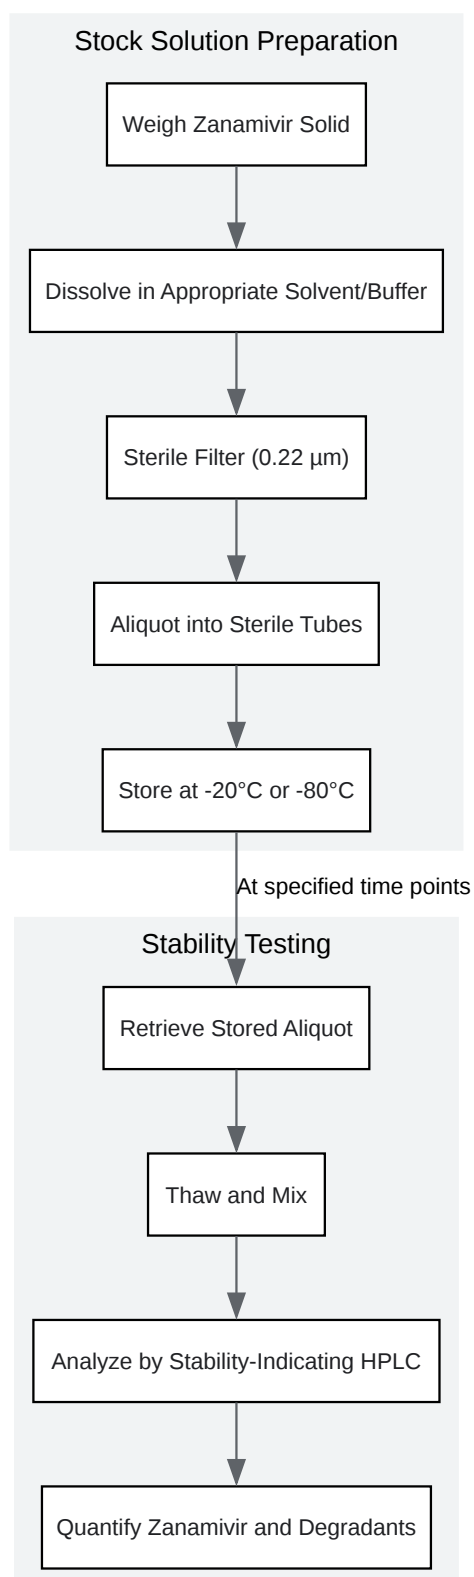 Stock Solution Preparation
Weigh Zanamivir Solid
Dissolve in Appropriate Solvent/Buffer
Sterile Filter (0.22 µm)
Aliquot into Sterile Tubes
Store at -20°C or -80°C
At specified time points
Stability Testing
Retrieve Stored Aliquot
Thaw and Mix
Analyze by Stability-Indicating HPLC
Quantify Zanamivir and Degradants